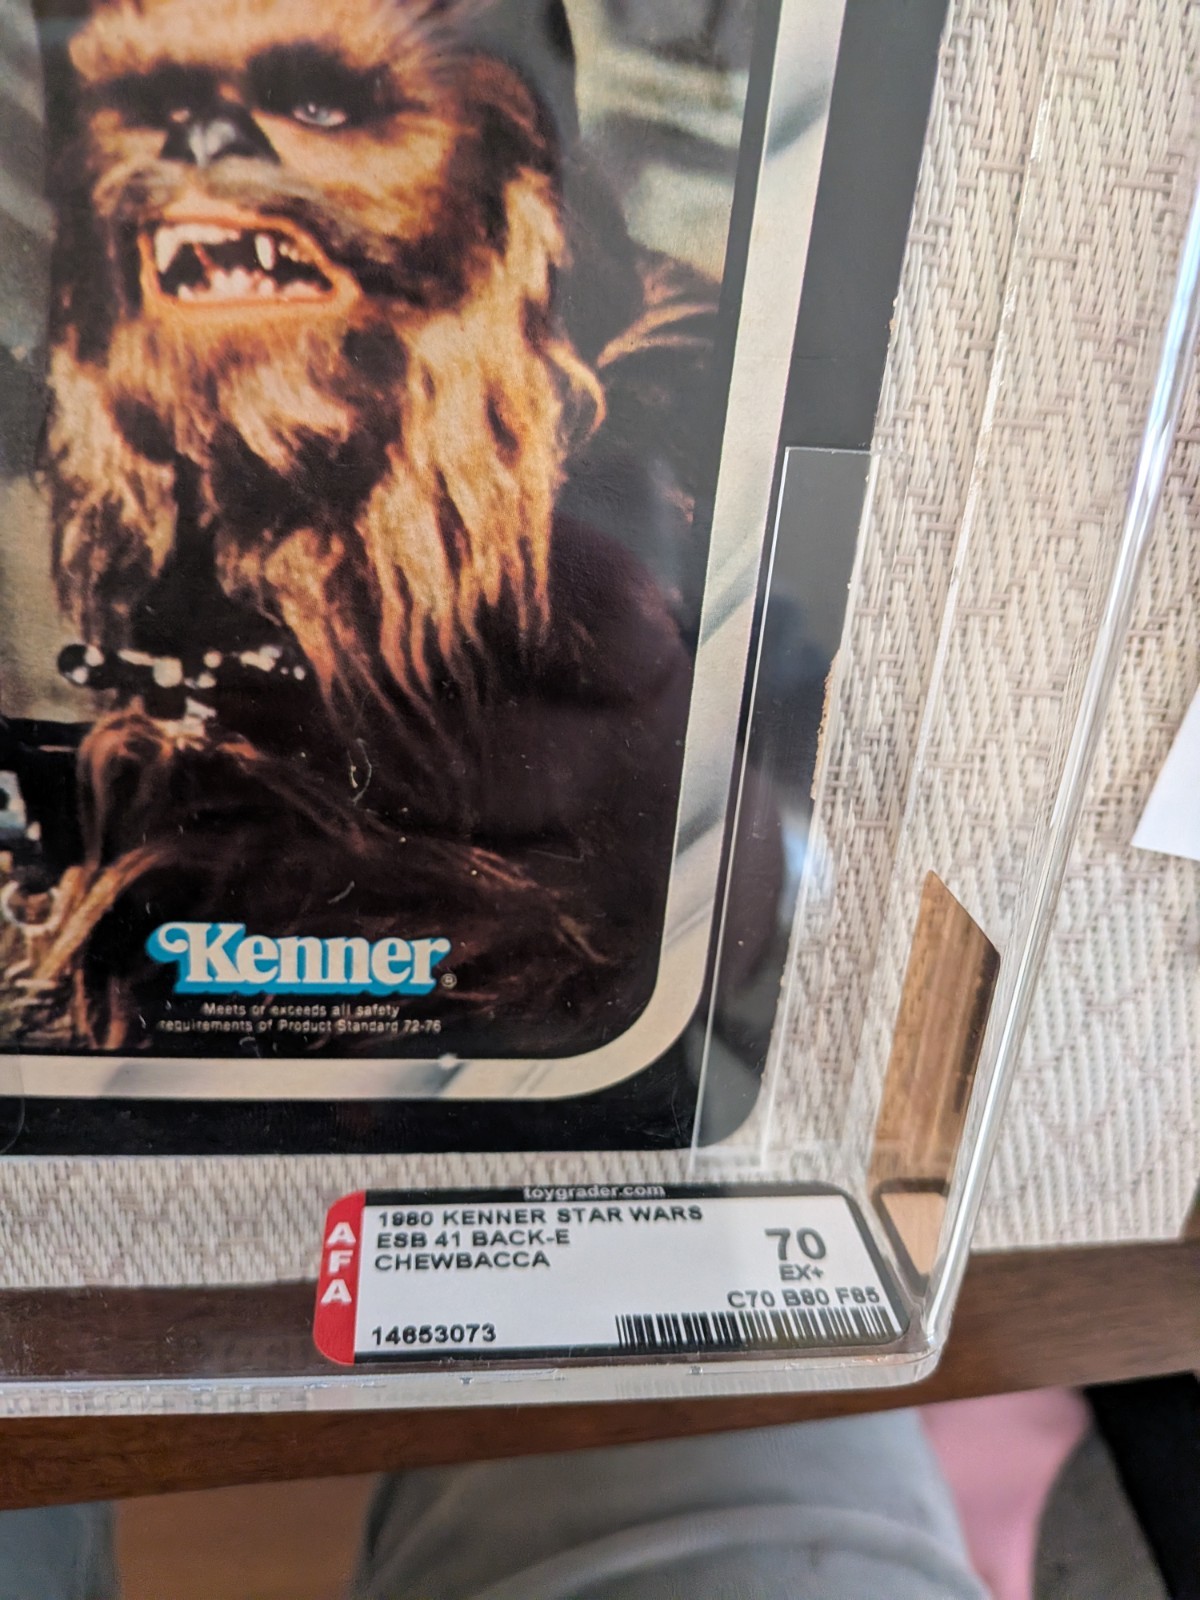 Kenner®
Meets or exceeds all safety
requirements of Product Standard 72-76
toygrader.com
AFA
1980 KENNER STAR WARS
ESB 41 BACK-E
CHEWBACCA
70
EX+
C70 B80 F85
14653073